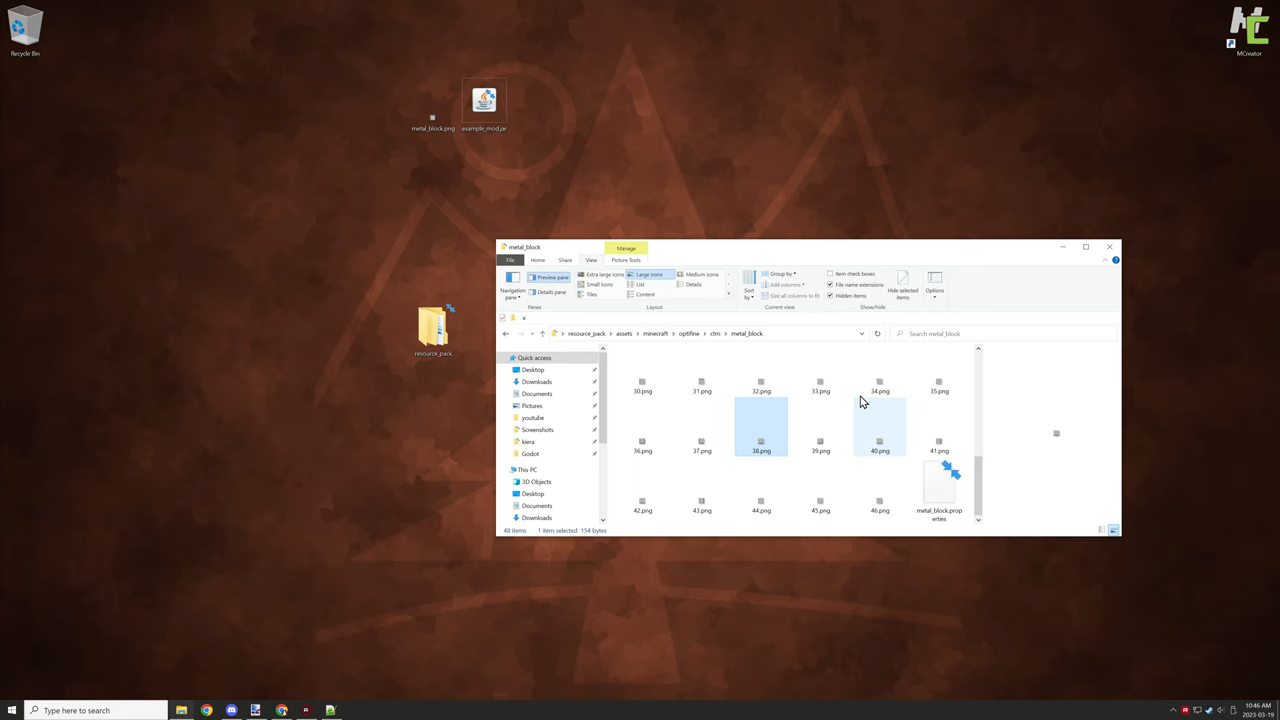 Recycle Bin
MCreator
metal_block.png
example_mod.jar
resource_pack
metal_block
Manage
File
Home
Share
View
Picture Tools
Navigation
pane
Preview pane
Details pane
Panes
Extra large icons
Large icons
Medium icons
Small icons
List
Details
Tiles
Content
Layout
Sort
by
Group by
Add columns
Size all columns to fit
Current view
Item check boxes
File name extensions
Hidden items
Show/hide
Hide selected
items
Options
resource_pack > assets > minecraft > optifine > ctm > metal_block
Search metal_block
Quick access
Desktop
Downloads
Documents
Pictures
youtube
Screenshots
kiera
Godot
This PC
3D Objects
Desktop
Documents
Downloads
30.png
31.png
32.png
33.png
34.png
35.png
36.png
37.png
38.png
39.png
40.png
41.png
42.png
43.png
44.png
45.png
46.png
metal_block.prop
erties
48 items
1 item selected 154 bytes
Type here to search
10:46 AM
2023-03-19